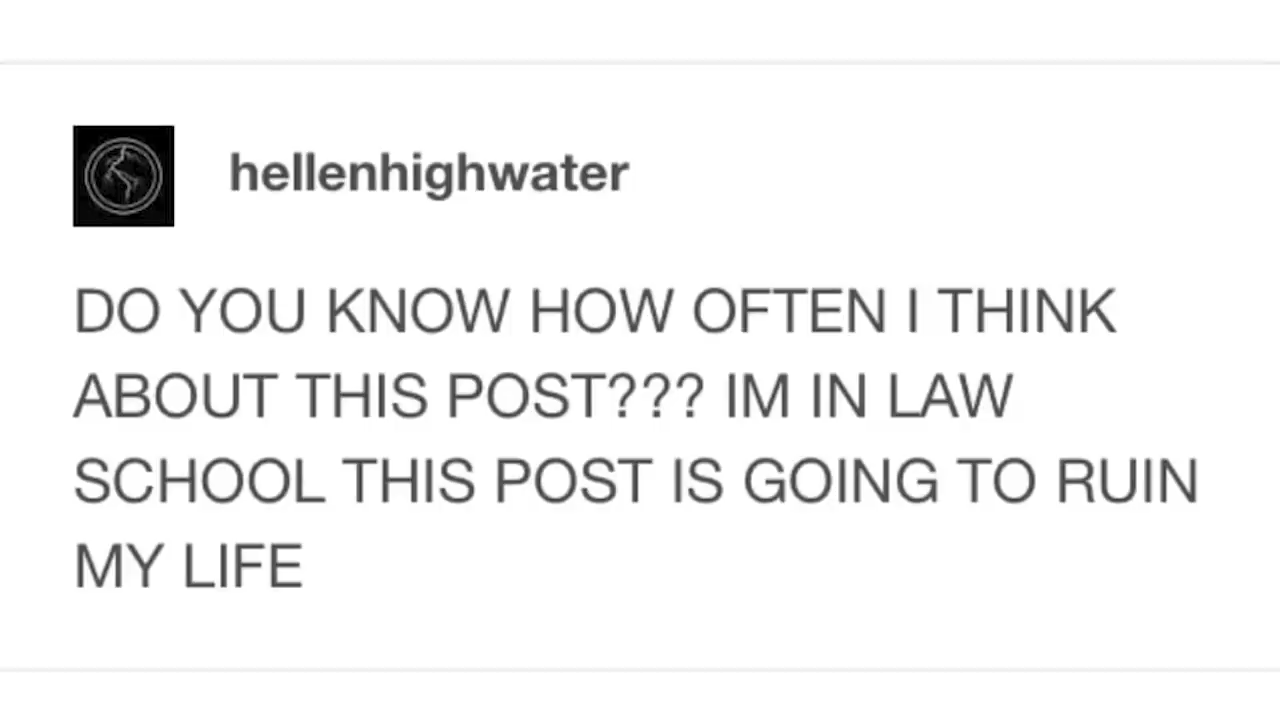 hellenhighwater
DO YOU KNOW HOW OFTEN I THINK
ABOUT THIS POST??? IM IN LAW
SCHOOL THIS POST IS GOING TO RUIN
MY LIFE